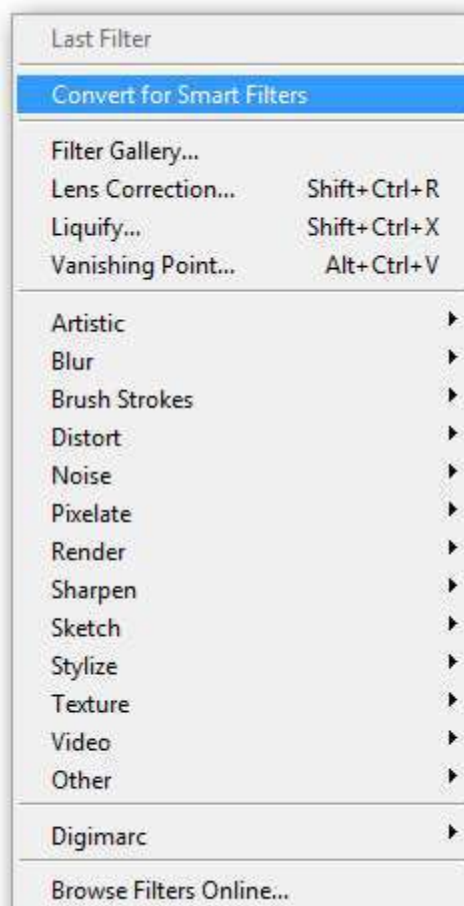 Last Filter
Convert for Smart Filters
Filter Gallery...
Lens Correction... Shift+Ctrl+R
Liquify... Shift+Ctrl+X
Vanishing Point... Alt+Ctrl+V
Artistic
Blur
Brush Strokes
Distort
Noise
Pixelate
Render
Sharpen
Sketch
Stylize
Texture
Video
Other
Digimarc
Browse Filters Online...